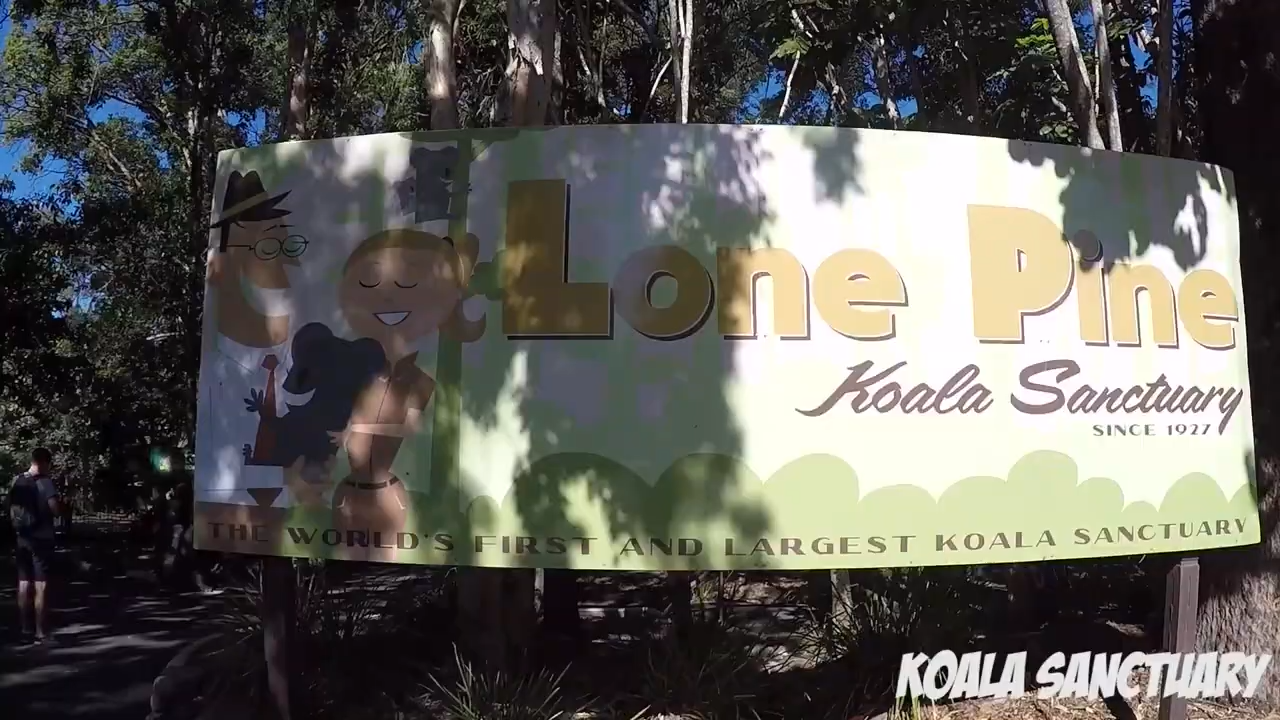 Lone Pine
Koala Sanctuary
SINCE 1927
THE WORLD'S FIRST AND LARGEST KOALA SANCTUARY
KOALA SANCTUARY